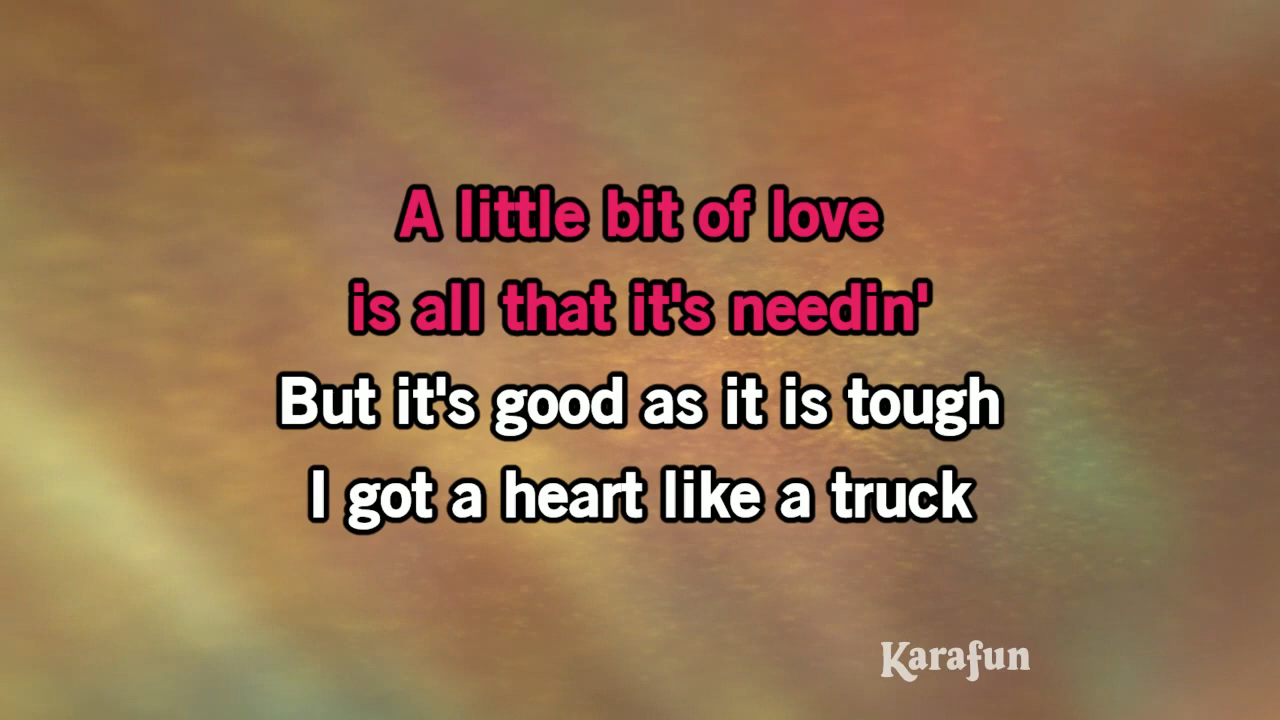 A little bit of love
is all that it's needin'
But it's good as it is tough
I got a heart like a truck
Karafun